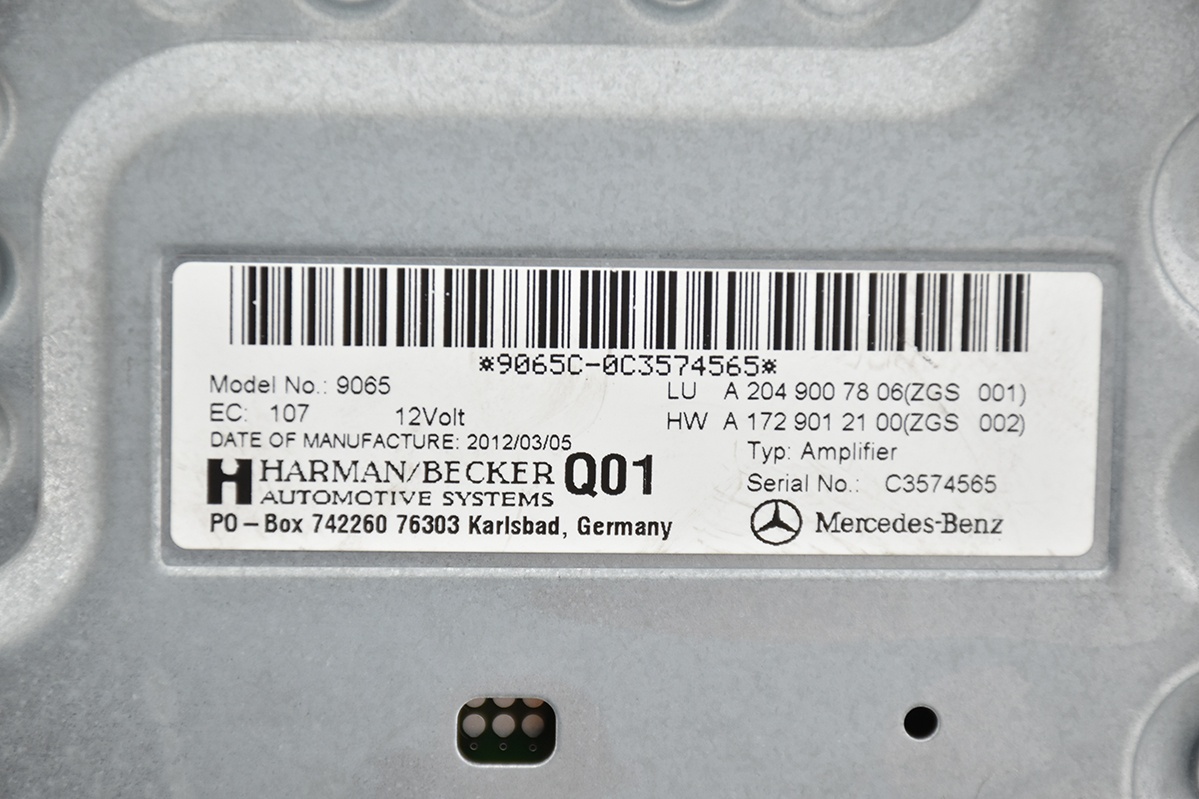 *9065C-0C3574565*
Model No.: 9065
LU A 204 900 78 06(ZGS 001)
EC: 107 12Volt
HW A 172 901 21 00(ZGS 002)
DATE OF MANUFACTURE: 2012/03/05
Typ: Amplifier
HARMAN/BECKER Q01
AUTOMOTIVE SYSTEMS
Serial No.: C3574565
PO-Box 742260 76303 Karlsbad, Germany
Mercedes-Benz